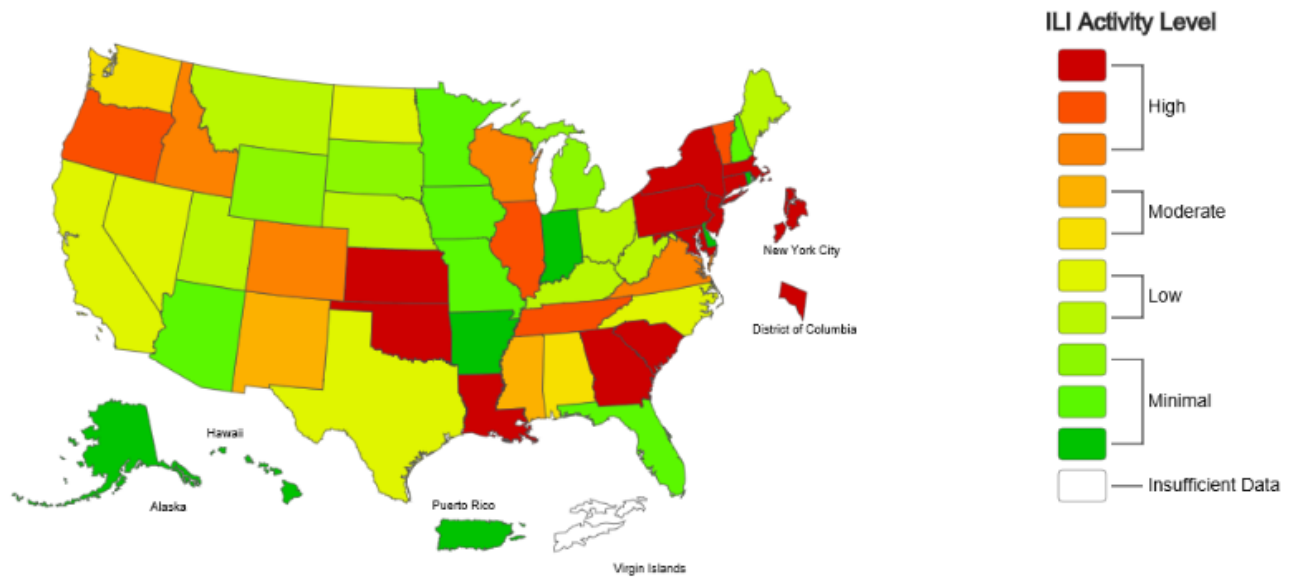 ILI Activity Level
High
Moderate
New York City
Low
District of Columbia
Minimal
Hawaii
Insufficient Data
Alaska
Puerto Rico
Virgin Islands